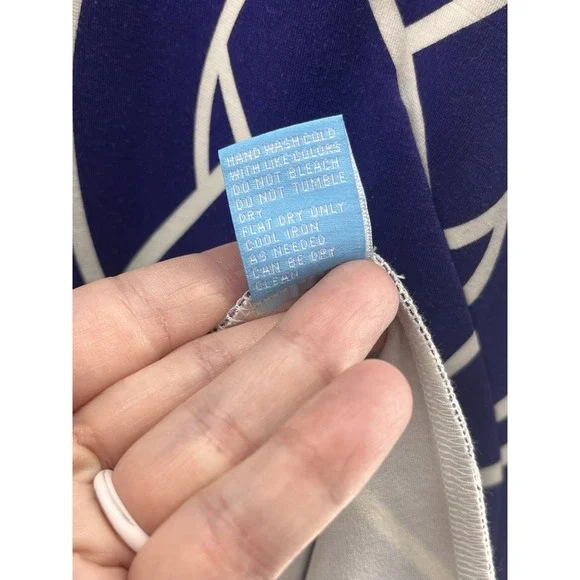 HAND WASH COLD
WITH LIKE COLORS
DO NOT BLEACH
DO NOT TUMBLE
DRY
FLAT DRY ONLY
COOL IRON
AS NEEDED
CAN BE DRY
CLEAN